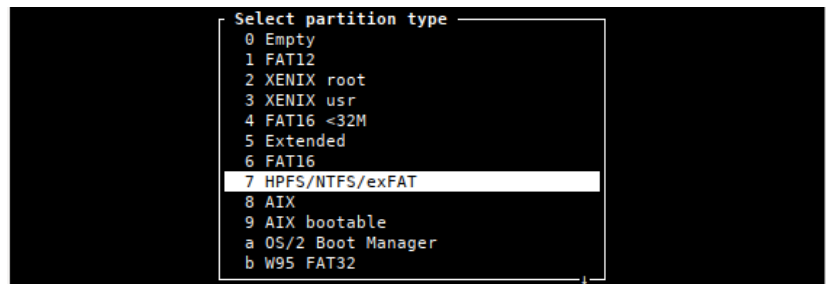 Select partition type
0 Empty
1 FAT12
2 XENIX root
3 XENIX usr
4 FAT16 <32M
5 Extended
6 FAT16
7 HPFS/NTFS/exFAT
8 AIX
9 AIX bootable
a OS/2 Boot Manager
b W95 FAT32
↓